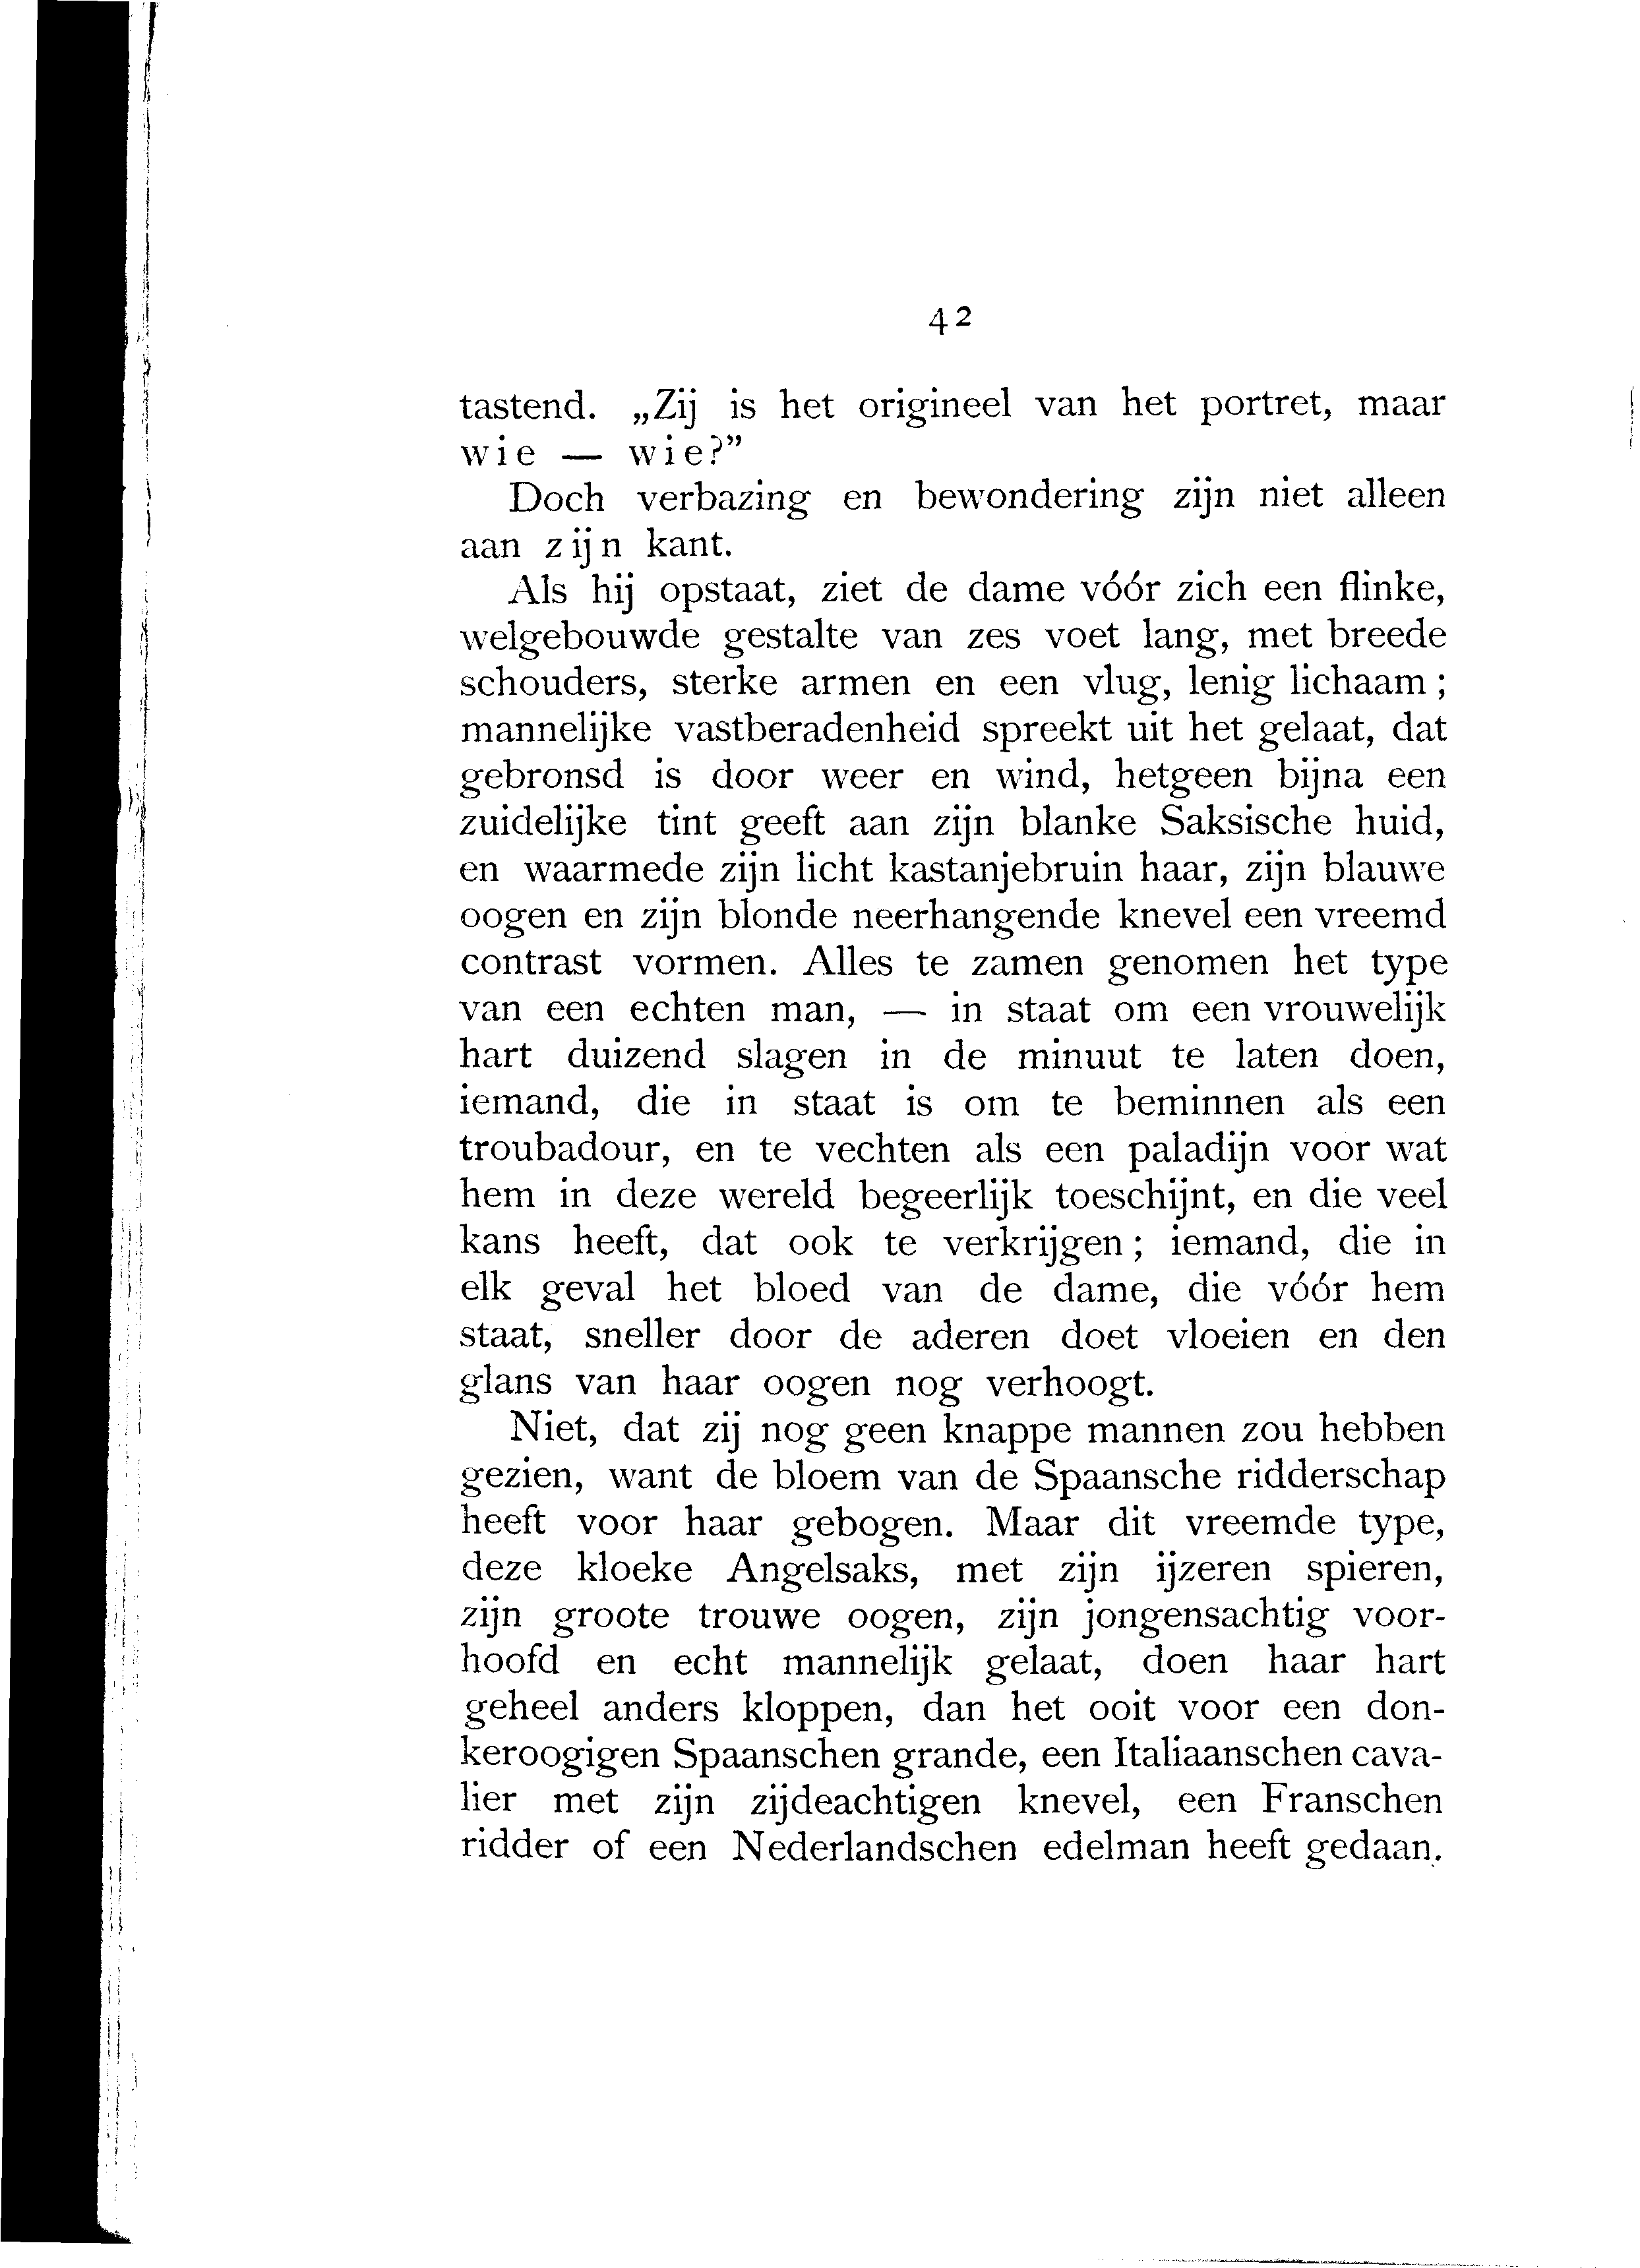 42
tastend. „Zij is het origineel van het portret, maar
wie — wie?”
Doch verbazing en bewondering zijn niet alleen
aan zijn kant.
Als hij opstaat, ziet de dame vóór zich een flinke,
welgebouwde gestalte van zes voet lang, met breede
schouders, sterke armen en een vlug, lenig lichaam;
mannelijke vastberadenheid spreekt uit het gelaat, dat
gebronsd is door weer en wind, hetgeen bijna een
zuidelijke tint geeft aan zijn blanke Saksische huid,
en waarmede zijn licht kastanjebruin haar, zijn blauwe
oogen en zijn blonde neerhangende knevel een vreemd
contrast vormen. Alles te zamen genomen het type
van een echten man, — in staat om een vrouwelijk
hart duizend slagen in de minuut te laten doen,
iemand, die in staat is om te beminnen als een
troubadour, en te vechten als een paladijn voor wat
hem in deze wereld begeerlijk toeschijnt, en die veel
kans heeft, dat ook te verkrijgen; iemand, die in
elk geval het bloed van de dame, die vóór hem
staat, sneller door de aderen doet vloeien en den
glans van haar oogen nog verhoogt.
Niet, dat zij nog geen knappe mannen zou hebben
gezien, want de bloem van de Spaansche ridderschap
heeft voor haar gebogen. Maar dit vreemde type,
deze kloeke Angelsaks, met zijn ijzeren spieren,
zijn groote trouwe oogen, zijn jongensachtig voor-
hoofd en echt mannelijk gelaat, doen haar hart
geheel anders kloppen, dan het ooit voor een don-
keroogigen Spaanschen grande, een Italiaanschen cava-
lier met zijn zijdeachtigen knevel, een Franschen
ridder of een Nederlandschen edelman heeft gedaan.